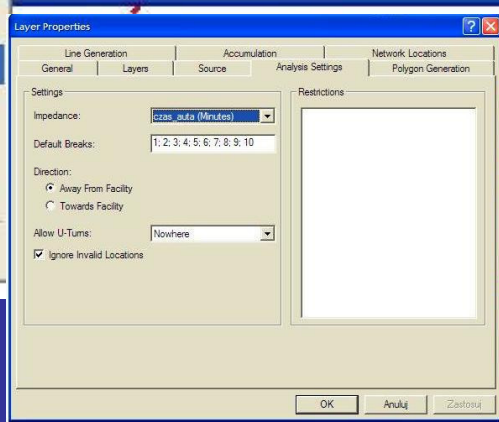 Layer Properties
Line Generation
Accumulation
Network Locations
General
Layers
Source
Analysis Settings
Polygon Generation
Settings
Impedance:
czas_auta (Minutes)
Default Breaks:
1; 2; 3; 4; 5; 6; 7; 8; 9; 10
Direction:
Away From Facility
Towards Facility
Allow U-Turns:
Nowhere
Ignore Invalid Locations
Restrictions
OK
Anuluj
Zastosuj